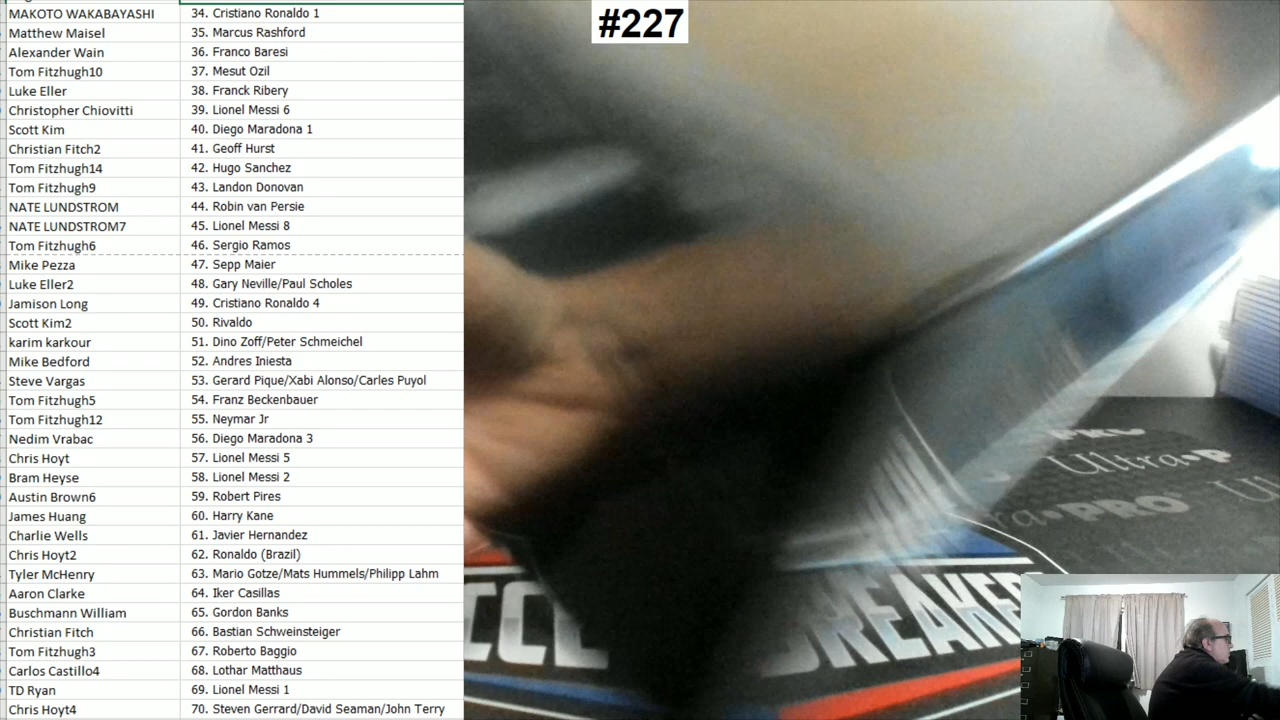 #227
MAKOTO WAKABAYASHI 34. Cristiano Ronaldo 1
Matthew Maisel 35. Marcus Rashford
Alexander Wain 36. Franco Baresi
Tom Fitzhugh10 37. Mesut Ozil
Luke Eller 38. Franck Ribery
Christopher Chiovitti 39. Lionel Messi 6
Scott Kim 40. Diego Maradona 1
Christian Fitch2 41. Geoff Hurst
Tom Fitzhugh14 42. Hugo Sanchez
Tom Fitzhugh9 43. Landon Donovan
NATE LUNDSTROM 44. Robin van Persie
NATE LUNDSTROM7 45. Lionel Messi 8
Tom Fitzhugh6 46. Sergio Ramos
Mike Pezza 47. Sepp Maier
Luke Eller2 48. Gary Neville/Paul Scholes
Jamison Long 49. Cristiano Ronaldo 4
Scott Kim2 50. Rivaldo
karim karkour 51. Dino Zoff/Peter Schmeichel
Mike Bedford 52. Andres Iniesta
Steve Vargas 53. Gerard Pique/Xabi Alonso/Carles Puyol
Tom Fitzhugh5 54. Franz Beckenbauer
Tom Fitzhugh12 55. Neymar Jr
Nedim Vrabac 56. Diego Maradona 3
Chris Hoyt 57. Lionel Messi 5
Bram Heyse 58. Lionel Messi 2
Austin Brown6 59. Robert Pires
James Huang 60. Harry Kane
Charlie Wells 61. Javier Hernandez
Chris Hoyt2 62. Ronaldo (Brazil)
Tyler McHenry 63. Mario Gotze/Mats Hummels/Philipp Lahm
Aaron Clarke 64. Iker Casillas
Buschmann William 65. Gordon Banks
Christian Fitch 66. Bastian Schweinsteiger
Tom Fitzhugh3 67. Roberto Baggio
Carlos Castillo4 68. Lothar Matthaus
TD Ryan 69. Lionel Messi 1
Chris Hoyt4 70. Steven Gerrard/David Seaman/John Terry
PRO
Ultra•P
ra•PRO Ul
BREAKE